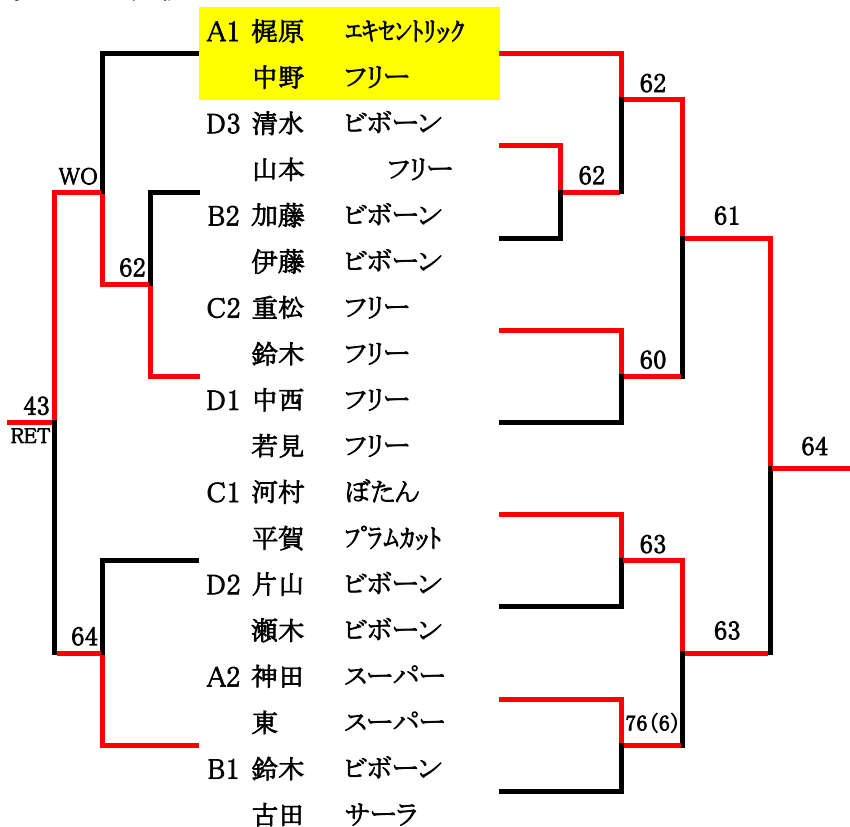 A1 梶原 エキセントリック
中野 フリー
62
D3 清水 ビボーン
山本 フリー
WO
62
B2 加藤 ビボーン
61
伊藤 ビボーン
62
C2 重松 フリー
鈴木 フリー
60
D1 中西 フリー
43
RET
若見 フリー
64
C1 河村 ぼたん
平賀 プラムカット
63
D2 片山 ビボーン
瀬木 ビボーン
64
63
A2 神田 スーパー
東 スーパー
76(6)
B1 鈴木 ビボーン
古田 サーラ